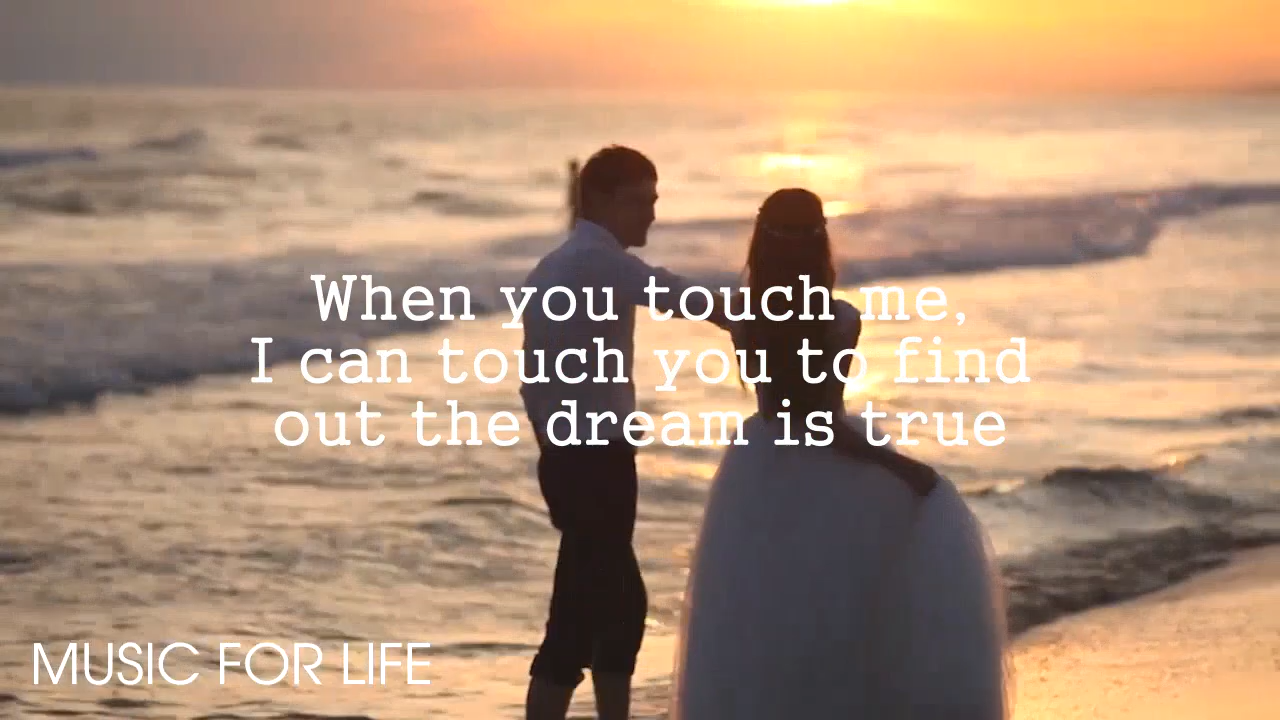 When you touch me,
I can touch you to find
out the dream is true
MUSIC FOR LIFE